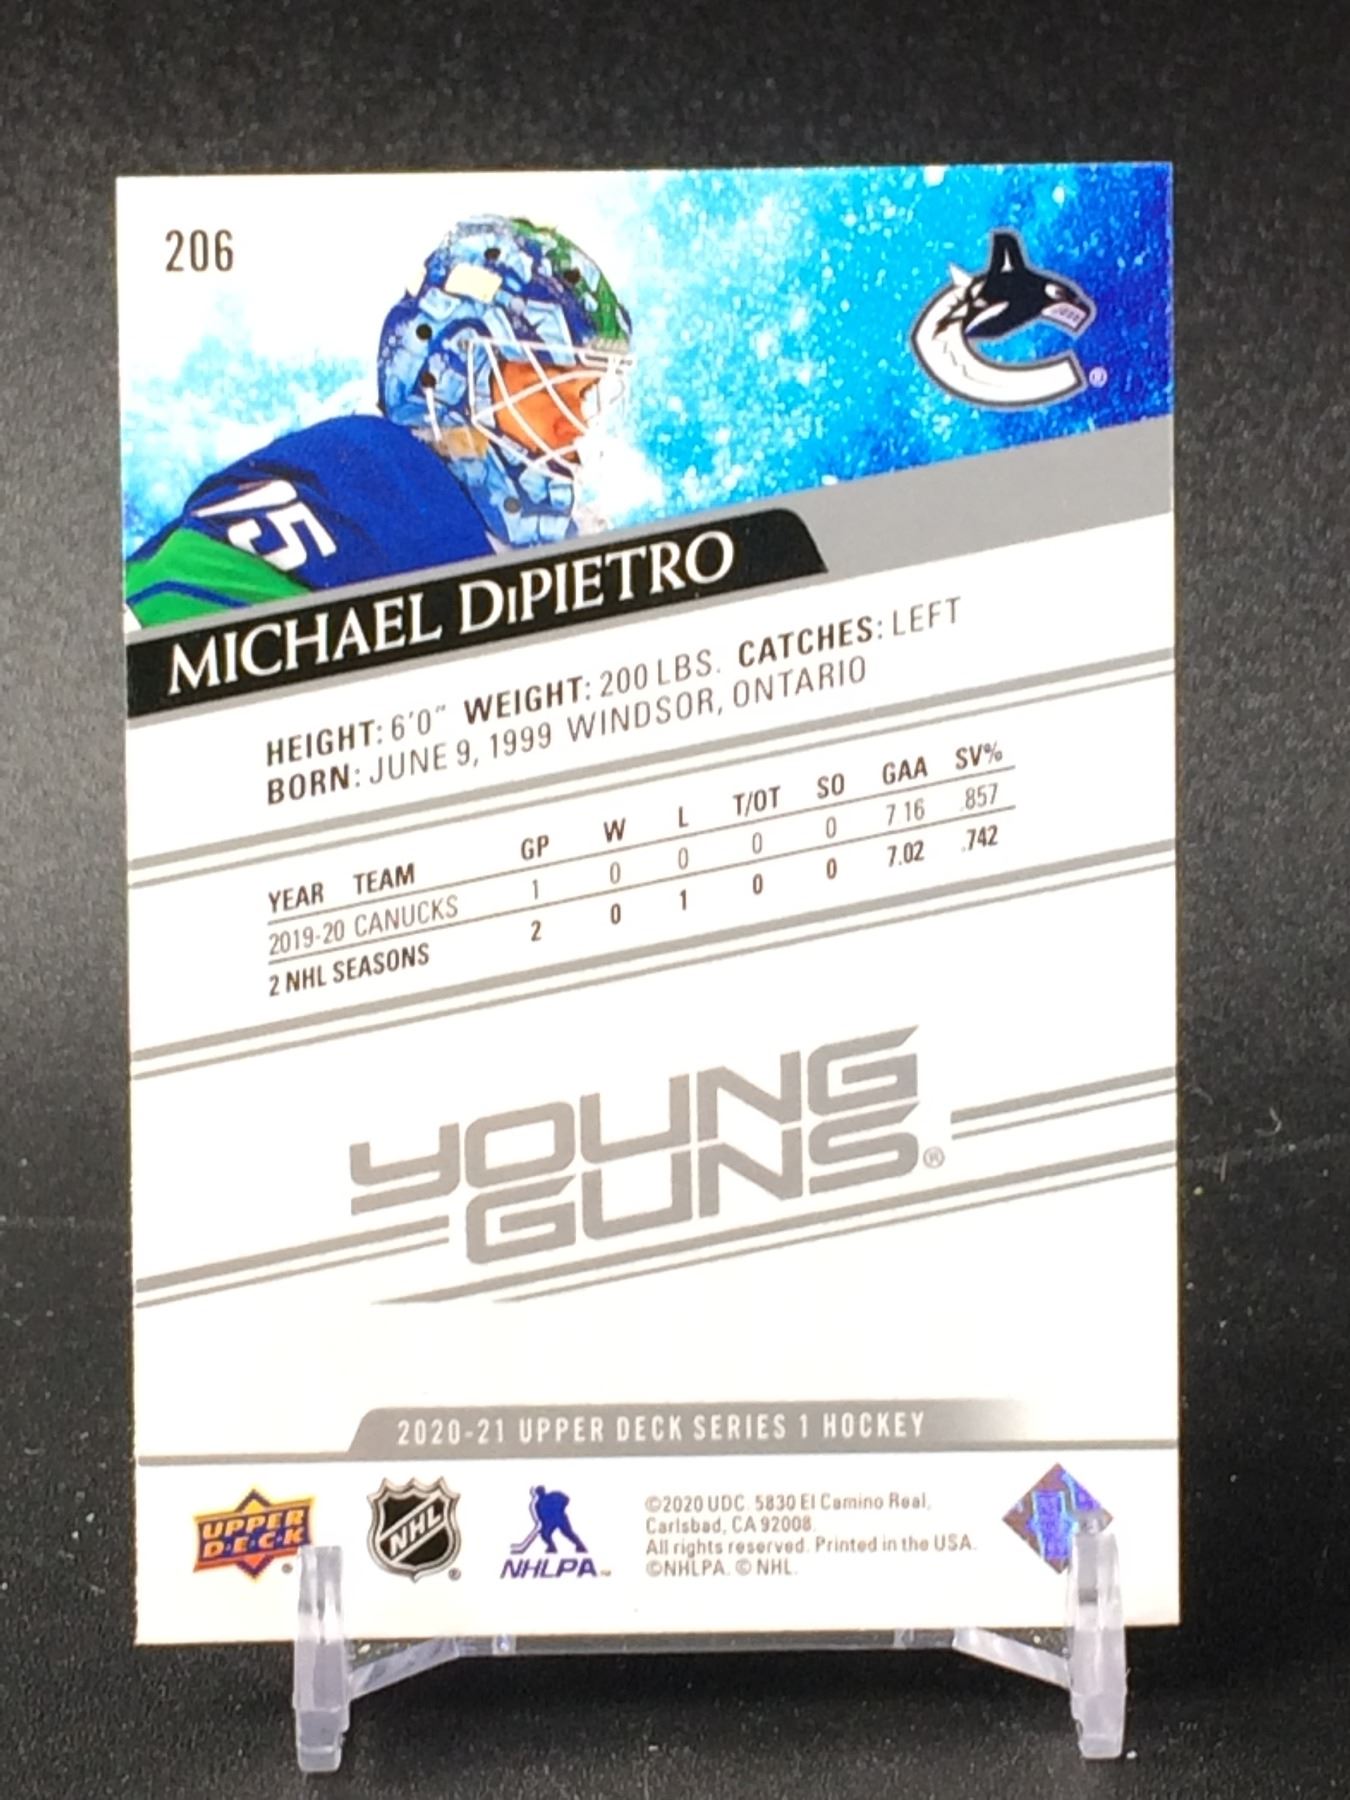 206
15
MICHAEL DiPIETRO
HEIGHT: 6'0" WEIGHT: 200 LBS. CATCHES: LEFT
BORN: JUNE 9, 1999 WINDSOR, ONTARIO
YEAR TEAM GP W L T/OT SO GAA SV%
2019-20 CANUCKS 1 0 0 0 0 7.16 .857
2 NHL SEASONS 2 0 1 0 0 7.02 .742
YOUNG
GUNS®
2020-21 UPPER DECK SERIES 1 HOCKEY
UPPER
D·E·C·K
NHL
NHLPA
©2020 UDC. 5830 El Camino Real,
Carlsbad, CA 92008.
All rights reserved. Printed in the USA.
©NHLPA. © NHL.